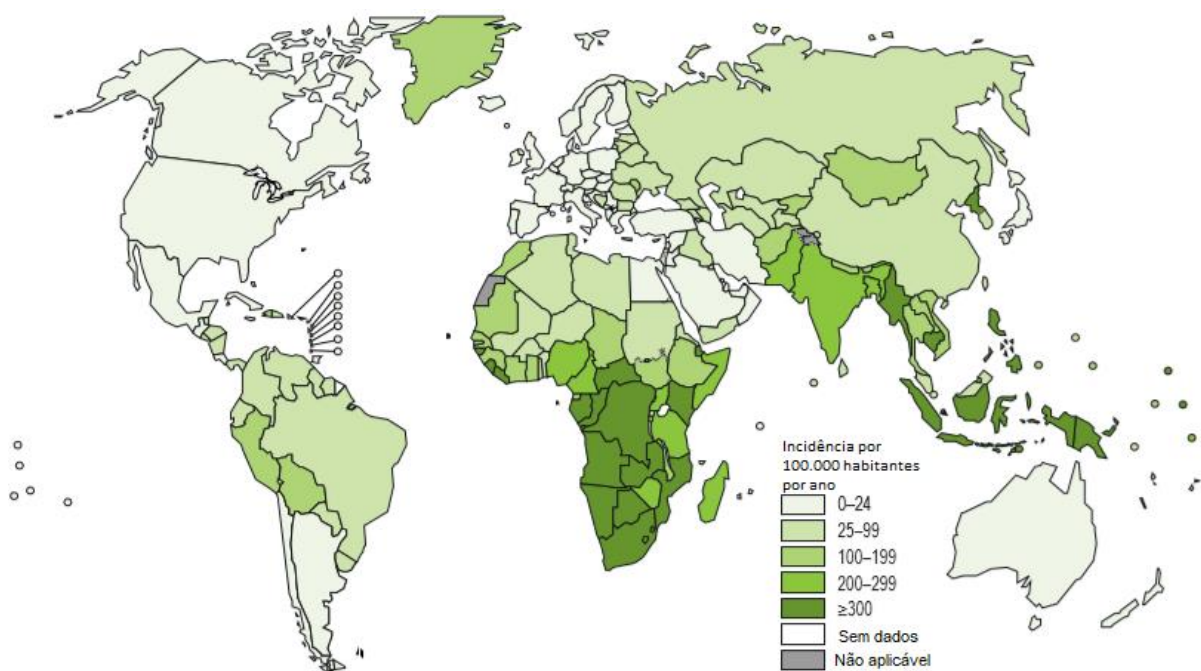 Incidência por
100.000 habitantes
por ano
0–24
25–99
100–199
200–299
≥300
Sem dados
Não aplicável